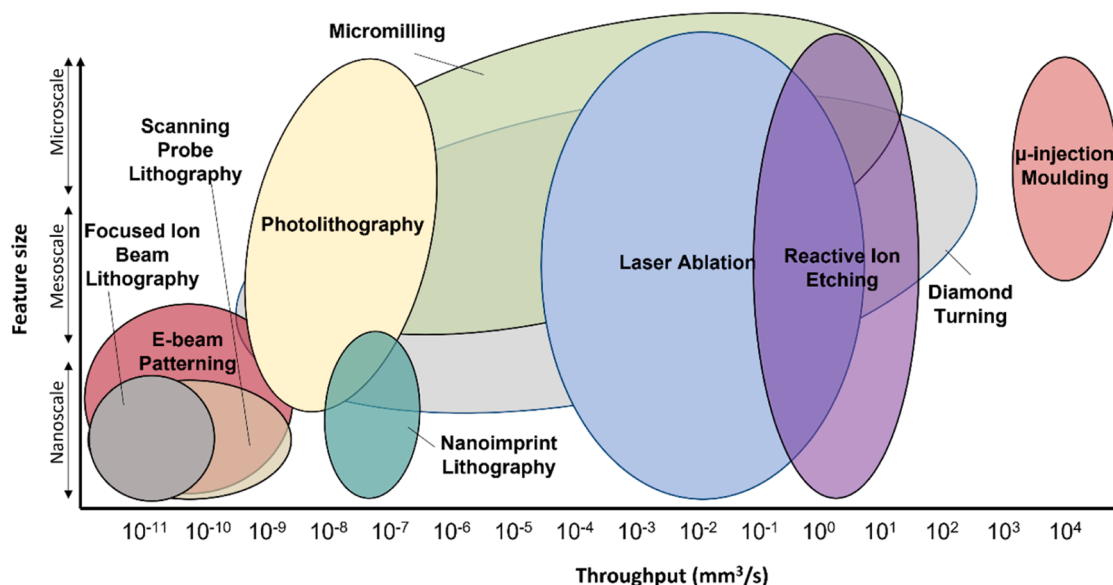 Micromilling
Scanning
Probe
Lithography
Focused Ion
Beam
Lithography
Photolithography
E-beam
Patterning
Nanoimprint
Lithography
Laser Ablation
Reactive Ion
Etching
Diamond
Turning
µ-injection
Moulding
Feature size
Microscale
Mesoscale
Nanoscale
10⁻¹¹ 10⁻¹⁰ 10⁻⁹ 10⁻⁸ 10⁻⁷ 10⁻⁶ 10⁻⁵ 10⁻⁴ 10⁻³ 10⁻² 10⁻¹ 10⁰ 10¹ 10² 10³ 10⁴
Throughput (mm³/s)